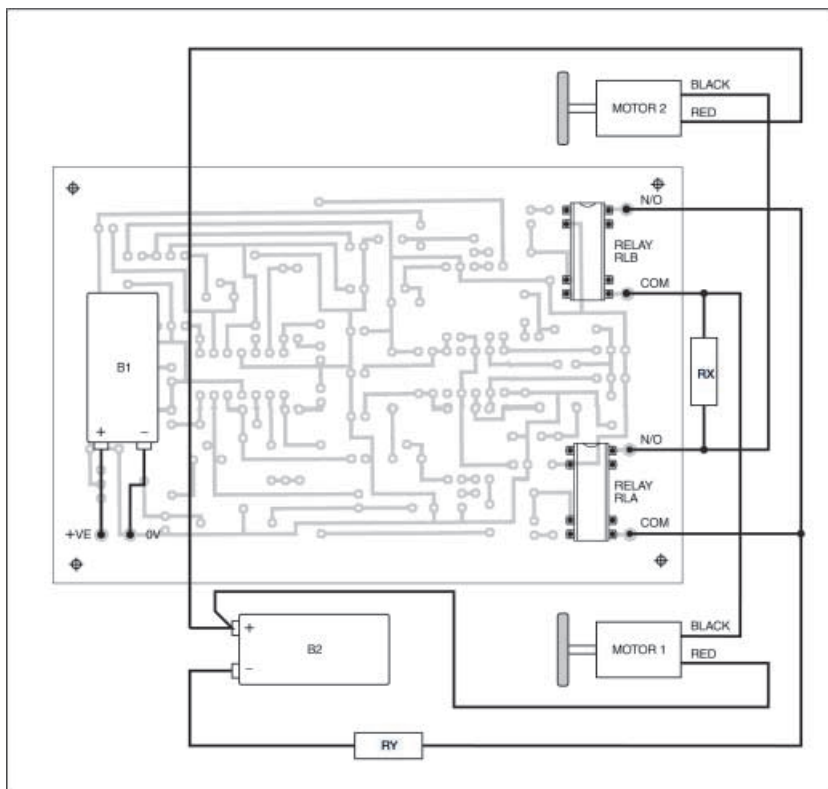 BLACK
MOTOR 2
RED
N/O
RELAY
RLB
COM
B1
RX
+
–
N/O
RELAY
RLA
+VE
0V
COM
+
B2
–
BLACK
MOTOR 1
RED
RY